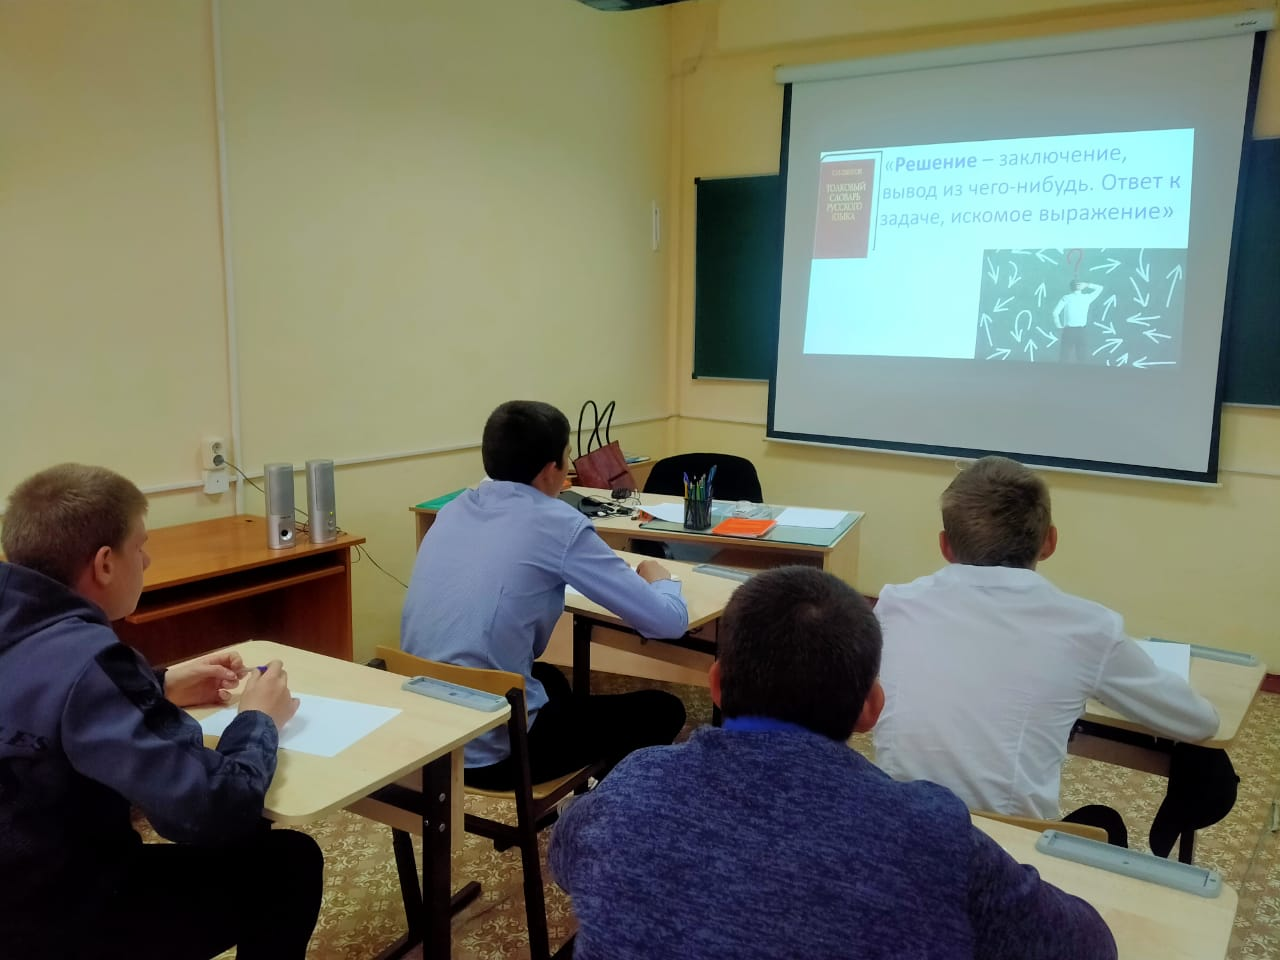 «Решение – заключение,
вывод из чего-нибудь. Ответ к
задаче, искомое выражение»
ТОЛКОВЫЙ
СЛОВАРЬ
РУССКОГО
ЯЗЫКА